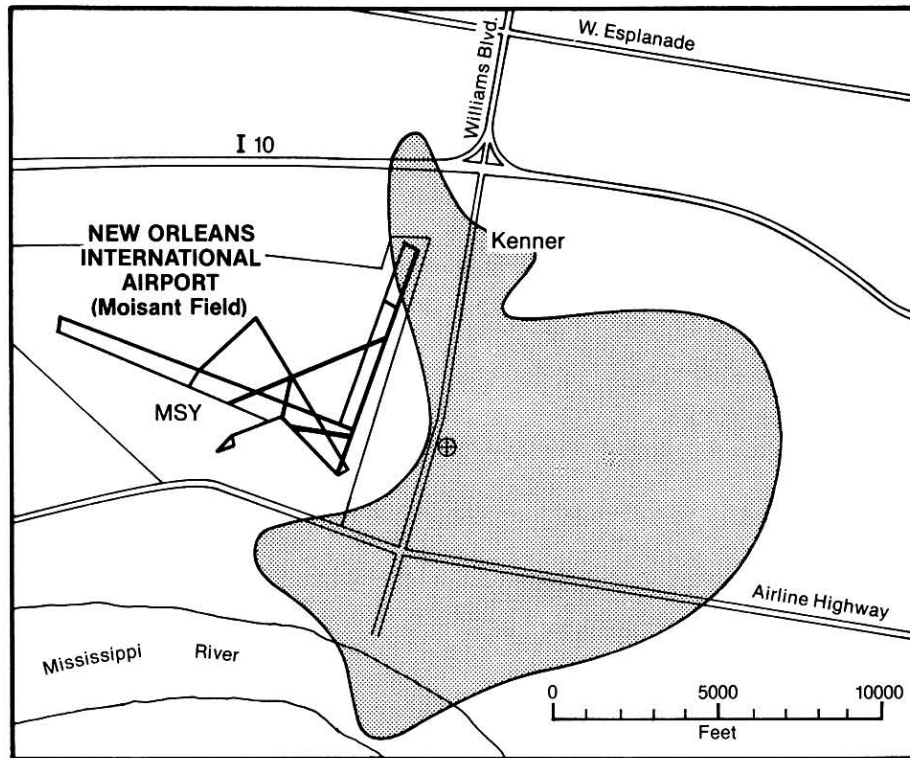 W. Esplanade
Williams Blvd.
I 10
NEW ORLEANS
INTERNATIONAL
AIRPORT
(Moisant Field)
Kenner
MSY
Airline Highway
Mississippi River
0 5000 10000
Feet